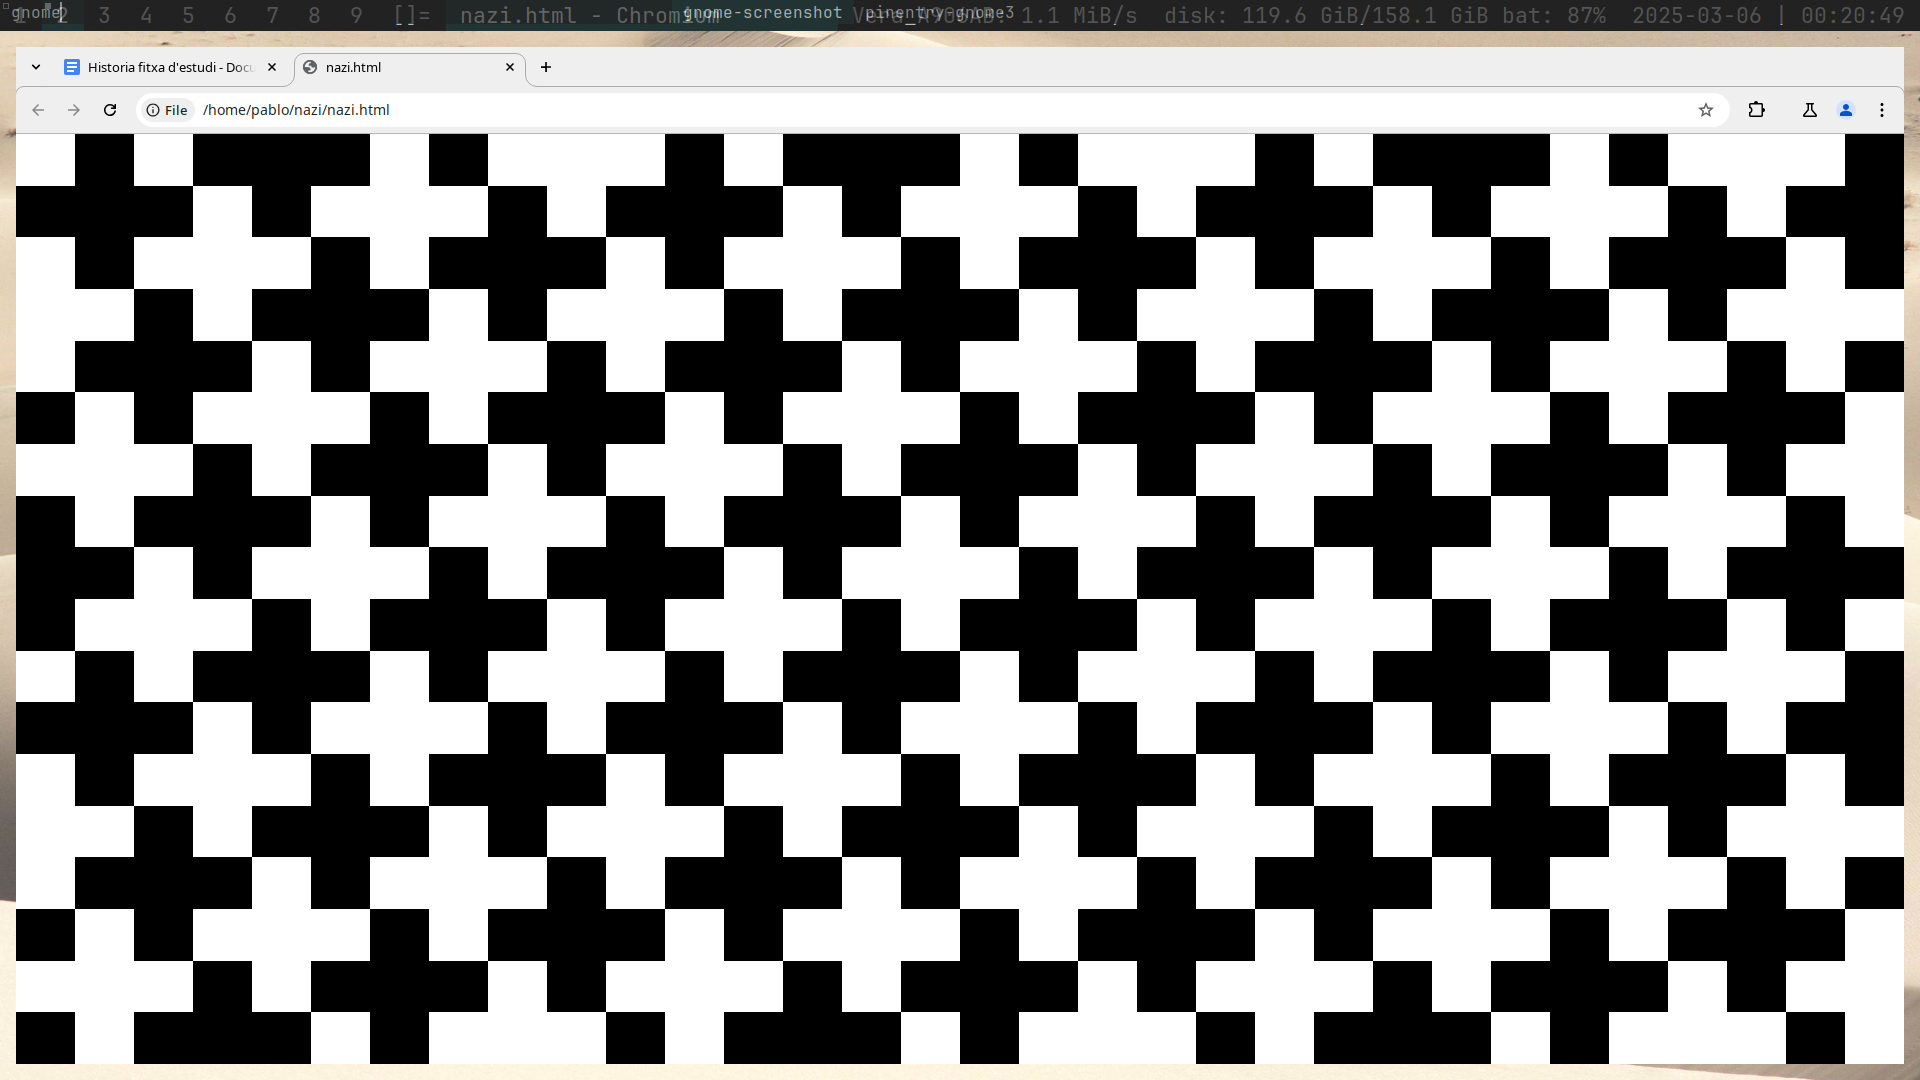 gnome
2 3 4 5 6 7 8 9 []= nazi.html - Chromium
gnome-screenshot pinentry-gnome3
1.1 MiB/s disk: 119.6 GiB/158.1 GiB bat: 87% 2025-03-06 | 00:20:49
Historia fitxa d'estudi - Docu
nazi.html
File /home/pablo/nazi/nazi.html